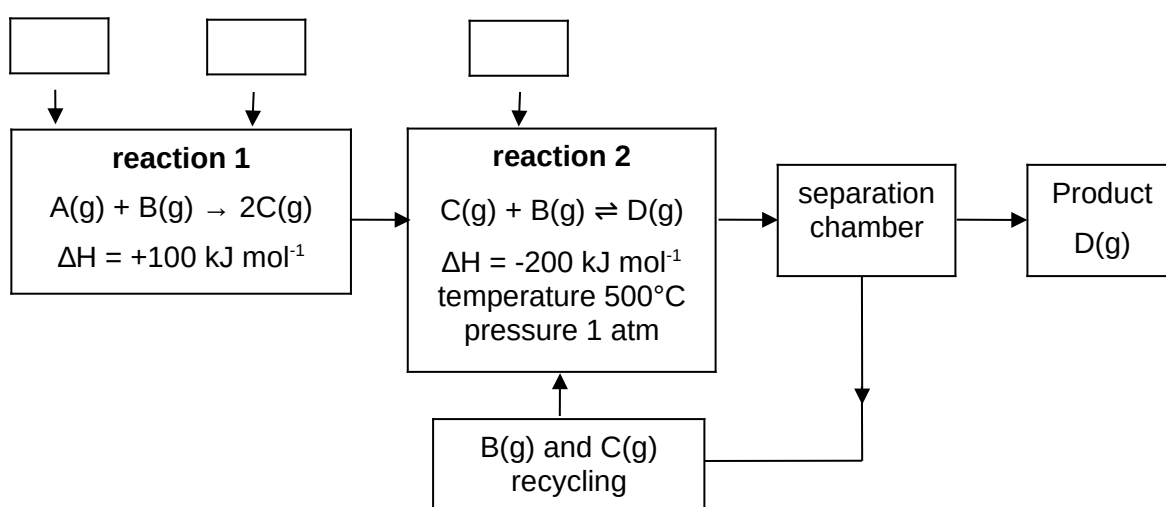 reaction 1
A(g) + B(g) → 2C(g)
ΔH = +100 kJ mol⁻¹
reaction 2
C(g) + B(g) ⇌ D(g)
ΔH = -200 kJ mol⁻¹
temperature 500°C
pressure 1 atm
separation
chamber
Product
D(g)
B(g) and C(g)
recycling